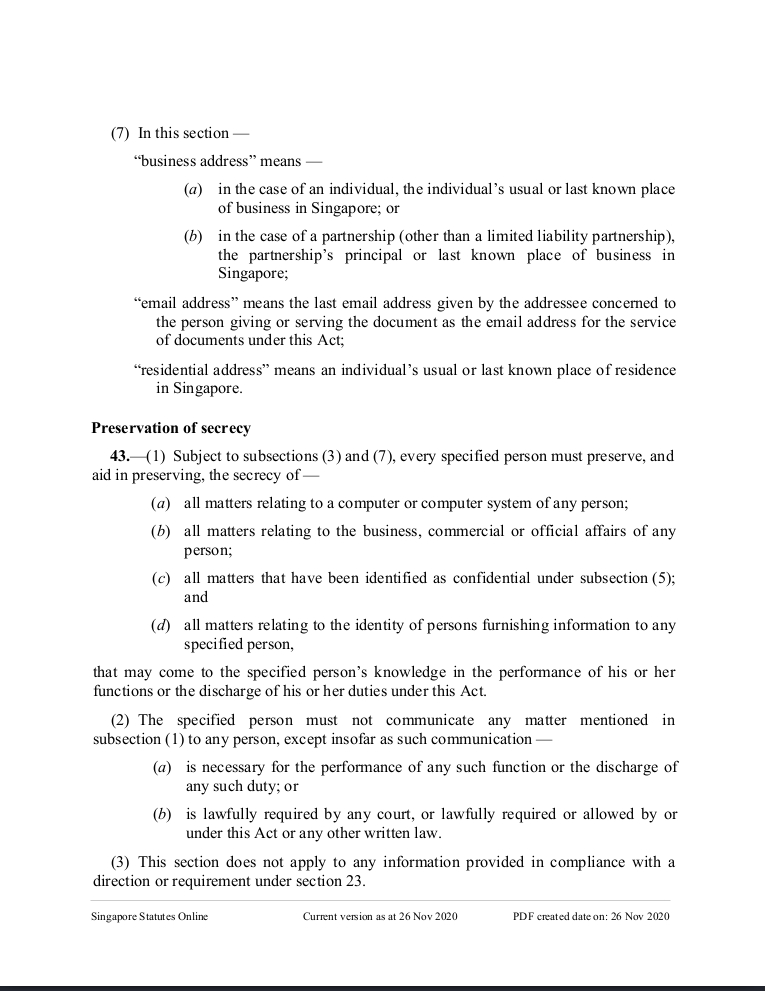 (7) In this section —
“business address” means —
(a) in the case of an individual, the individual’s usual or last known place
of business in Singapore; or
(b) in the case of a partnership (other than a limited liability partnership),
the partnership’s principal or last known place of business in
Singapore;
“email address” means the last email address given by the addressee concerned to
the person giving or serving the document as the email address for the service
of documents under this Act;
“residential address” means an individual’s usual or last known place of residence
in Singapore.
Preservation of secrecy
43.—(1) Subject to subsections (3) and (7), every specified person must preserve, and
aid in preserving, the secrecy of —
(a) all matters relating to a computer or computer system of any person;
(b) all matters relating to the business, commercial or official affairs of any
person;
(c) all matters that have been identified as confidential under subsection (5);
and
(d) all matters relating to the identity of persons furnishing information to any
specified person,
that may come to the specified person’s knowledge in the performance of his or her
functions or the discharge of his or her duties under this Act.
(2) The specified person must not communicate any matter mentioned in
subsection (1) to any person, except insofar as such communication —
(a) is necessary for the performance of any such function or the discharge of
any such duty; or
(b) is lawfully required by any court, or lawfully required or allowed by or
under this Act or any other written law.
(3) This section does not apply to any information provided in compliance with a
direction or requirement under section 23.
Singapore Statutes Online Current version as at 26 Nov 2020 PDF created date on: 26 Nov 2020